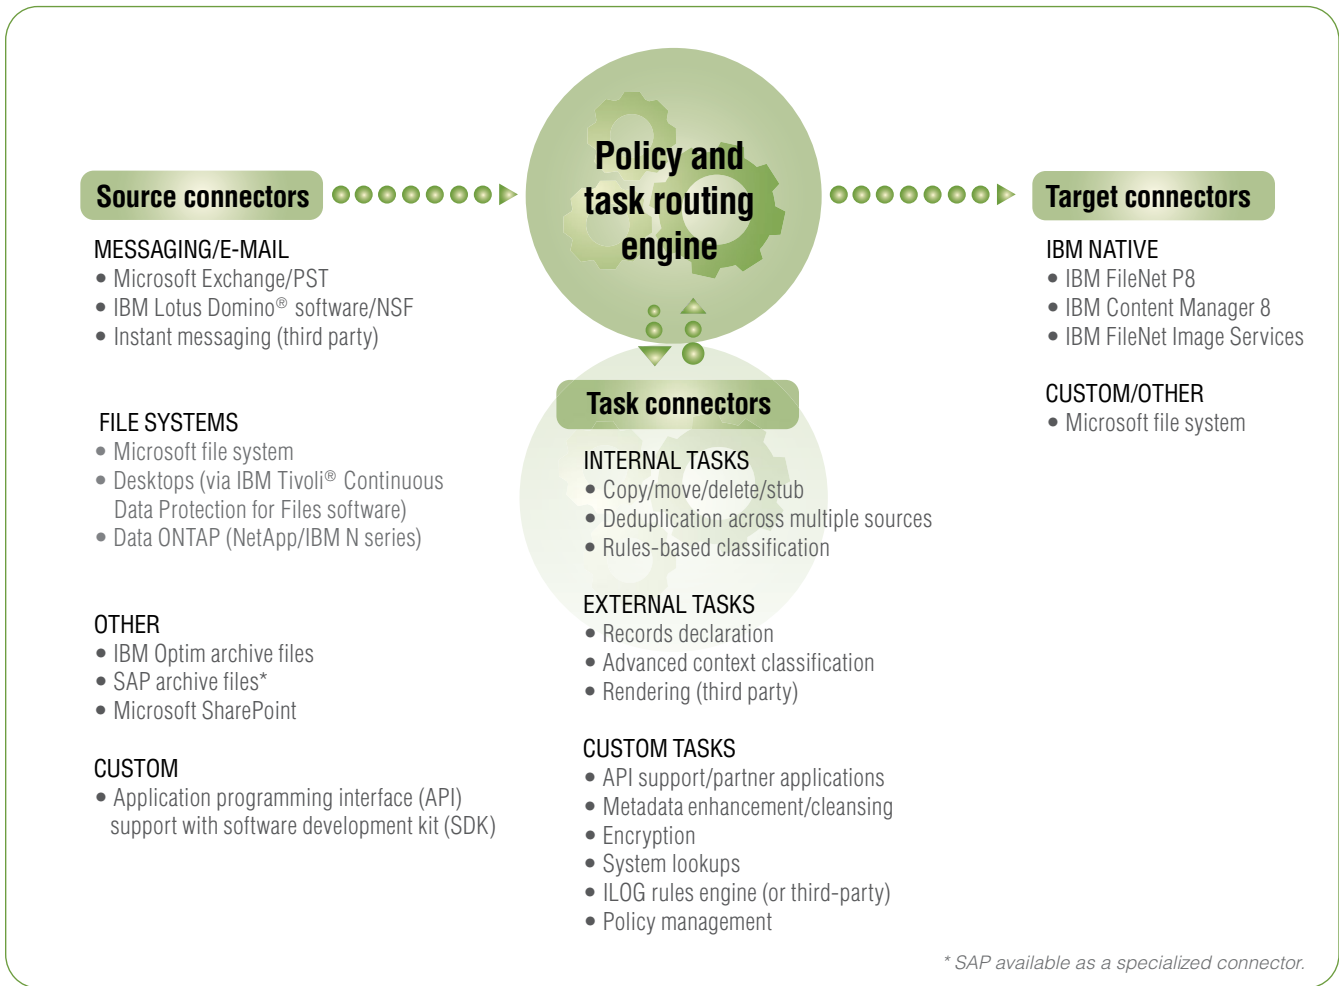 Policy and
task routing
engine
Source connectors
MESSAGING/E-MAIL
• Microsoft Exchange/PST
• IBM Lotus Domino® software/NSF
• Instant messaging (third party)
FILE SYSTEMS
• Microsoft file system
• Desktops (via IBM Tivoli® Continuous
Data Protection for Files software)
• Data ONTAP (NetApp/IBM N series)
OTHER
• IBM Optim archive files
• SAP archive files*
• Microsoft SharePoint
CUSTOM
• Application programming interface (API)
support with software development kit (SDK)
Task connectors
INTERNAL TASKS
• Copy/move/delete/stub
• Deduplication across multiple sources
• Rules-based classification
EXTERNAL TASKS
• Records declaration
• Advanced context classification
• Rendering (third party)
CUSTOM TASKS
• API support/partner applications
• Metadata enhancement/cleansing
• Encryption
• System lookups
• ILOG rules engine (or third-party)
• Policy management
Target connectors
IBM NATIVE
• IBM FileNet P8
• IBM Content Manager 8
• IBM FileNet Image Services
CUSTOM/OTHER
• Microsoft file system
* SAP available as a specialized connector.